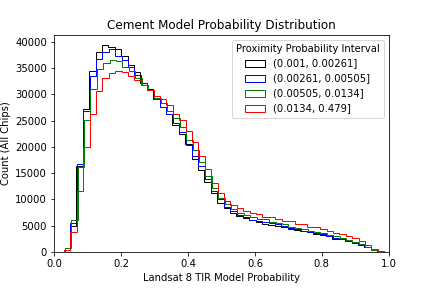 Cement Model Probability Distribution
Count (All Chips)
40000
35000
30000
25000
20000
15000
10000
5000
0
Proximity Probability Interval
(0.001, 0.00261]
(0.00261, 0.00505]
(0.00505, 0.0134]
(0.0134, 0.479]
0.0 0.2 0.4 0.6 0.8 1.0
Landsat 8 TIR Model Probability